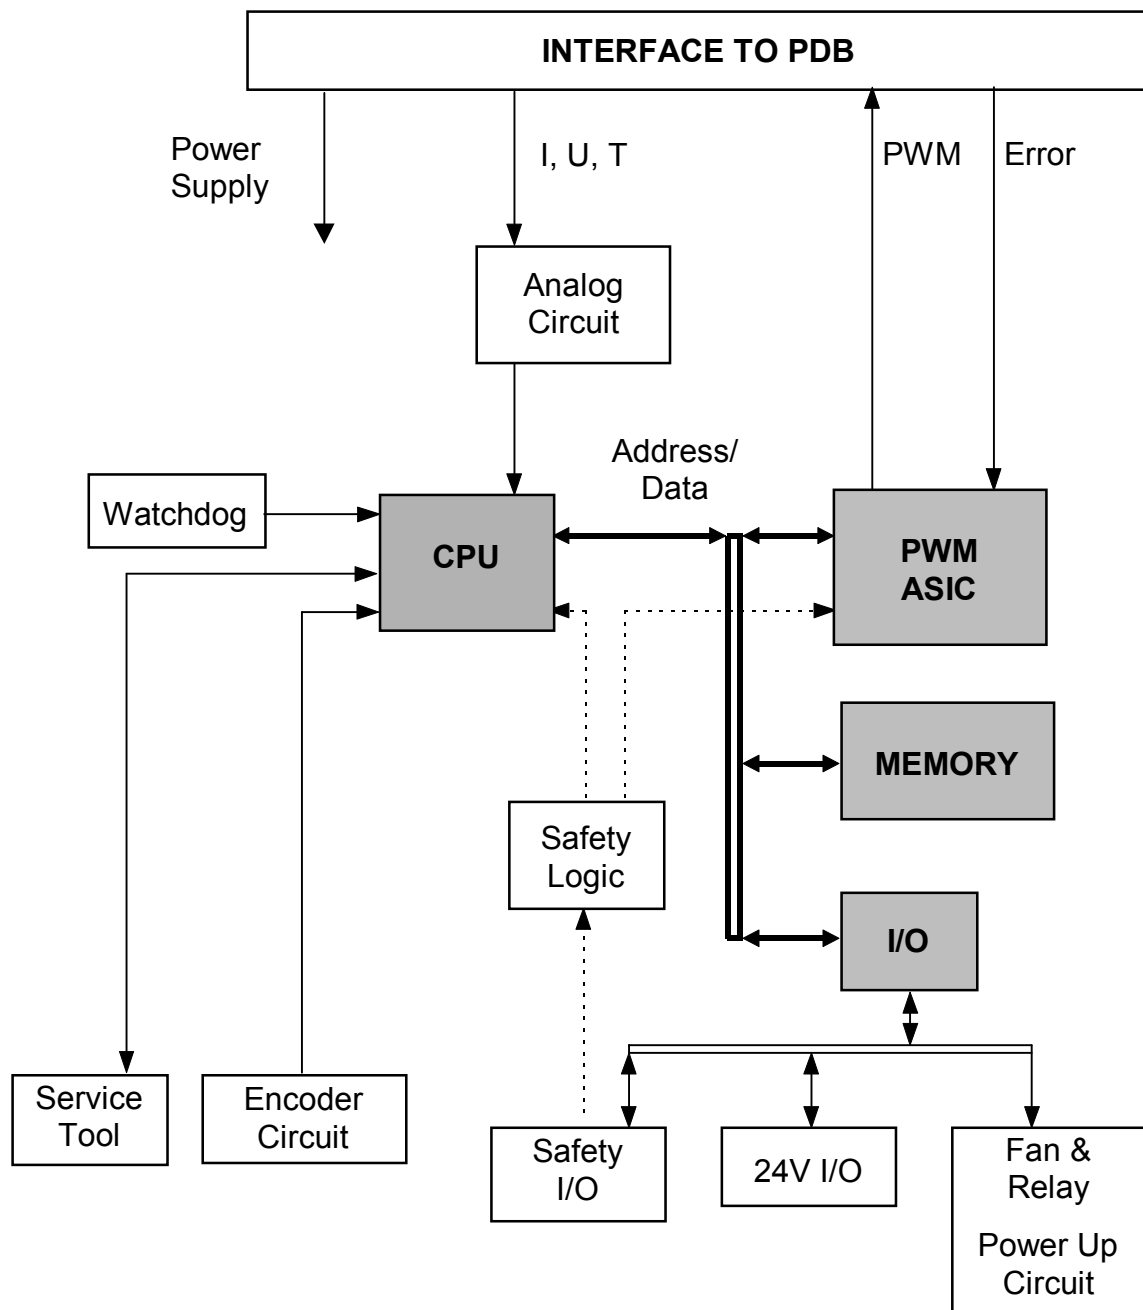 INTERFACE TO PDB
Power
Supply
I, U, T
PWM
Error
Analog
Circuit
Address/
Data
Watchdog
CPU
PWM
ASIC
MEMORY
Safety
Logic
I/O
Service
Tool
Encoder
Circuit
Safety
I/O
24V I/O
Fan &
Relay
Power Up
Circuit